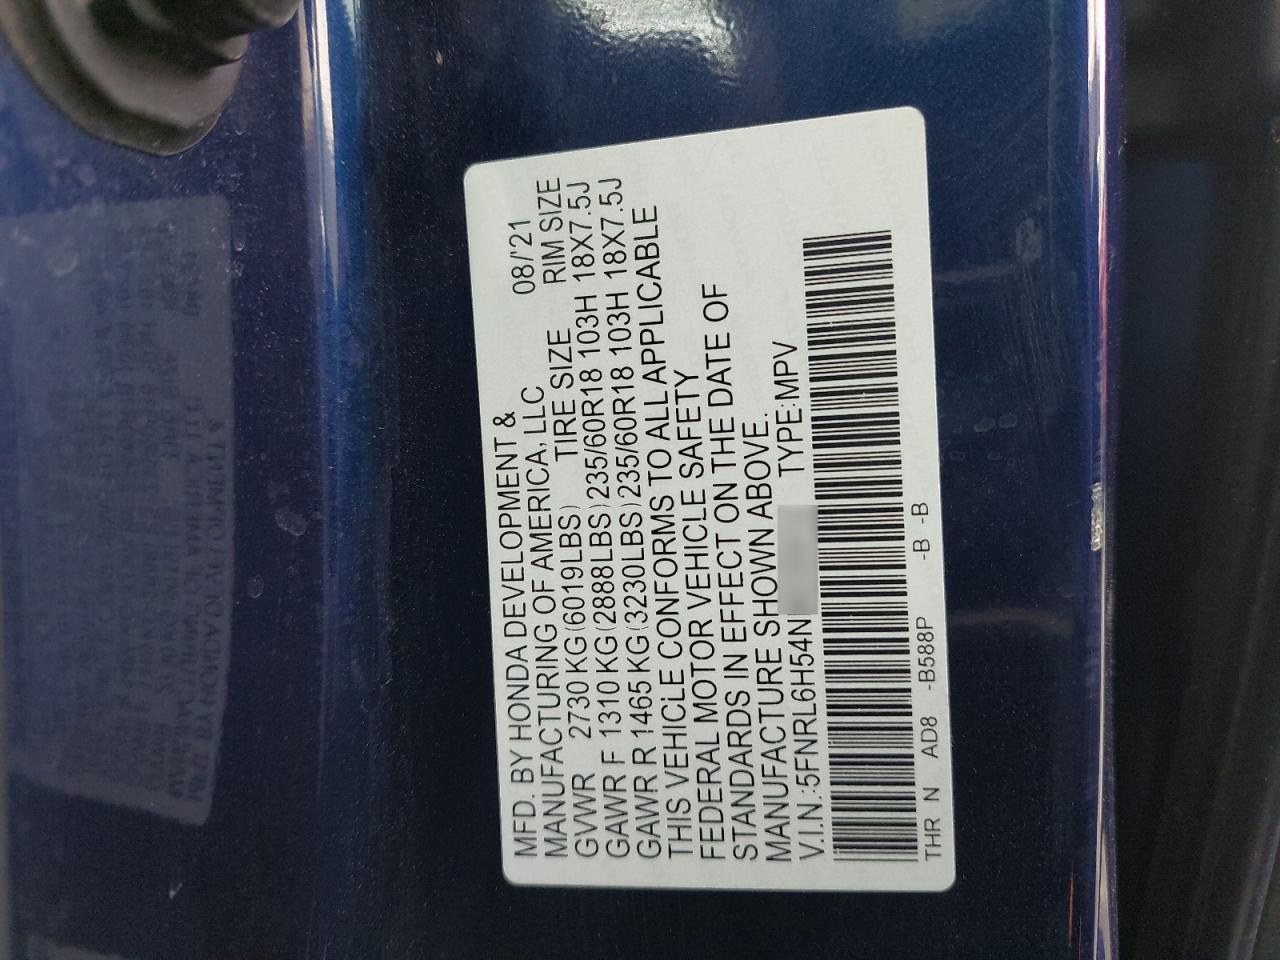 MFD. BY HONDA DEVELOPMENT &
MANUFACTURING OF AMERICA, LLC 08/'21
GVWR 2730 KG (6019LBS) TIRE SIZE RIM SIZE
GAWR F 1310 KG (2888LBS) 235/60R18 103H 18X7.5J
GAWR R 1465 KG (3230LBS) 235/60R18 103H 18X7.5J
THIS VEHICLE CONFORMS TO ALL APPLICABLE
FEDERAL MOTOR VEHICLE SAFETY
STANDARDS IN EFFECT ON THE DATE OF
MANUFACTURE SHOWN ABOVE.
V.I.N.:5FNRL6H54N TYPE:MPV
THR N AD8 -B588P -B -B